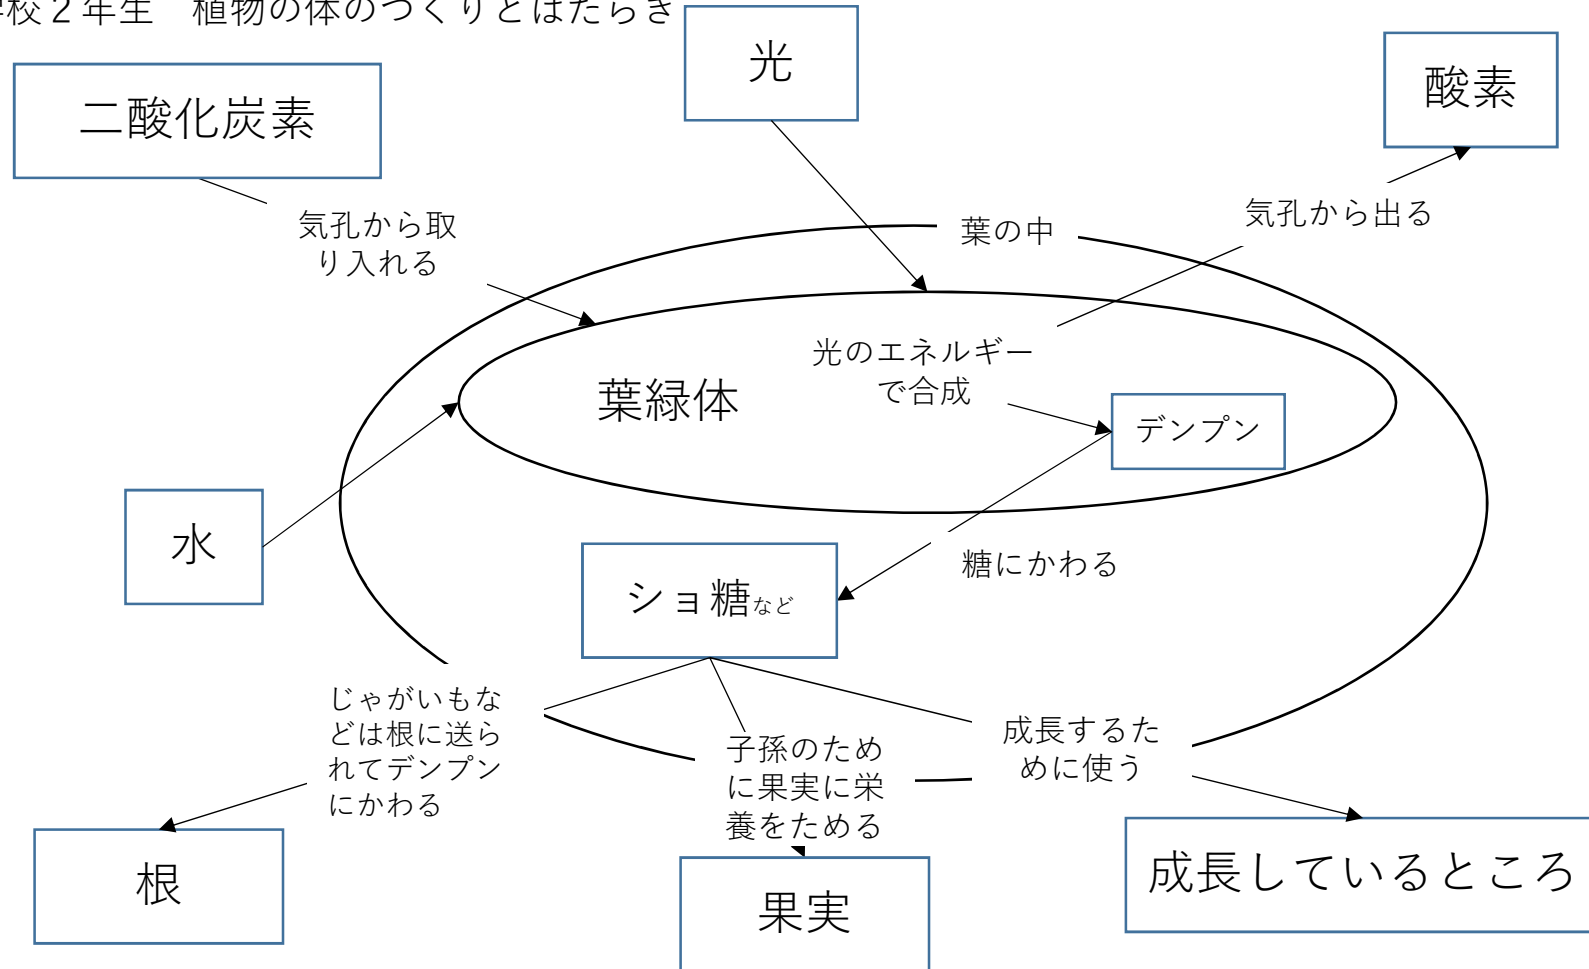 校２年生　植物の体のつくりとはたらき
光
酸素
二酸化炭素
気孔から取
り入れる
葉の中
気孔から出る
光のエネルギー
で合成
葉緑体
デンプン
水
糖にかわる
ショ糖など
じゃがいもな
どは根に送ら
れてデンプン
にかわる
子孫のため
に果実に栄
養をためる
成長するた
めに使う
根
果実
成長しているところ